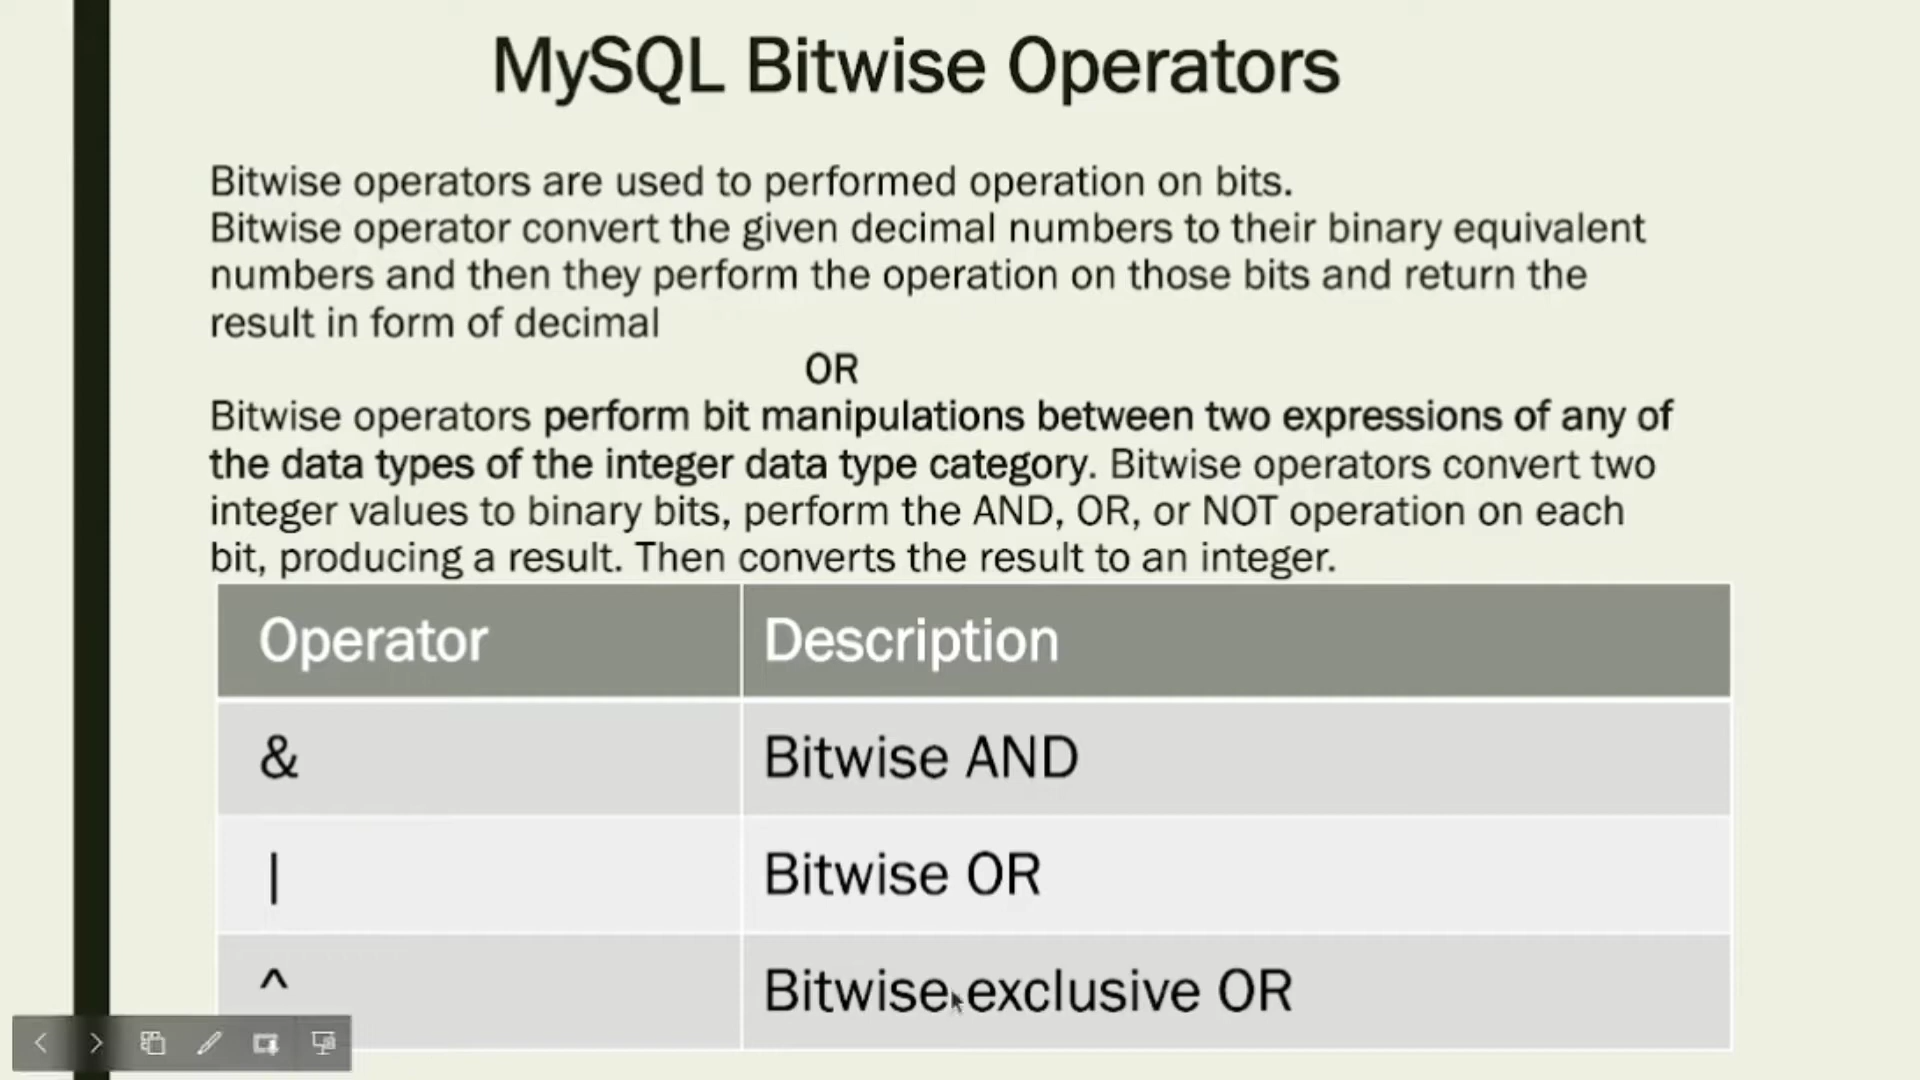 MySQL Bitwise Operators
Bitwise operators are used to performed operation on bits.
Bitwise operator convert the given decimal numbers to their binary equivalent
numbers and then they perform the operation on those bits and return the
result in form of decimal
OR
Bitwise operators perform bit manipulations between two expressions of any of
the data types of the integer data type category. Bitwise operators convert two
integer values to binary bits, perform the AND, OR, or NOT operation on each
bit, producing a result. Then converts the result to an integer.
Operator Description
& Bitwise AND
| Bitwise OR
^ Bitwise exclusive OR